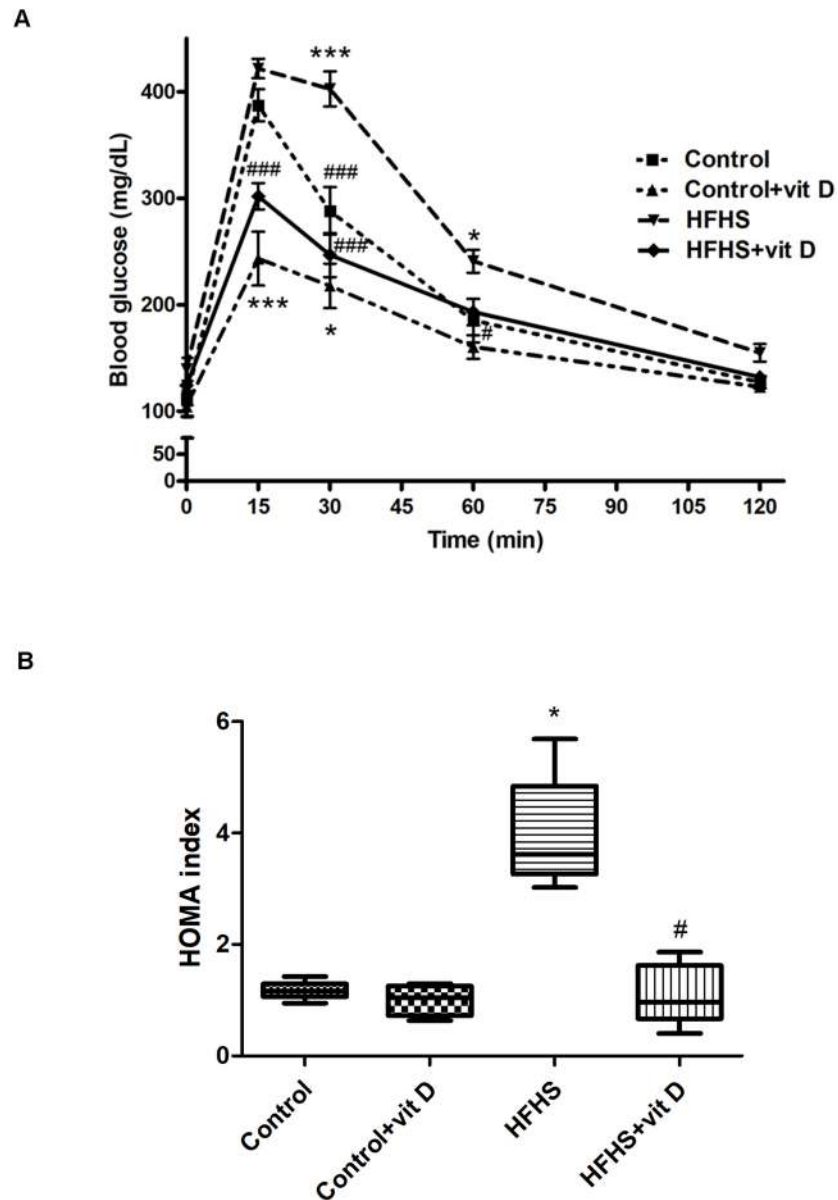 A
Blood glucose (mg/dL)
400
300
200
100
50
0
***
###
###
###
***
*
*
#
Control
Control+vit D
HFHS
HFHS+vit D
0 15 30 45 60 75 90 105 120
Time (min)
B
HOMA index
6
4
2
0
*
#
Control
Control+vit D
HFHS
HFHS+vit D